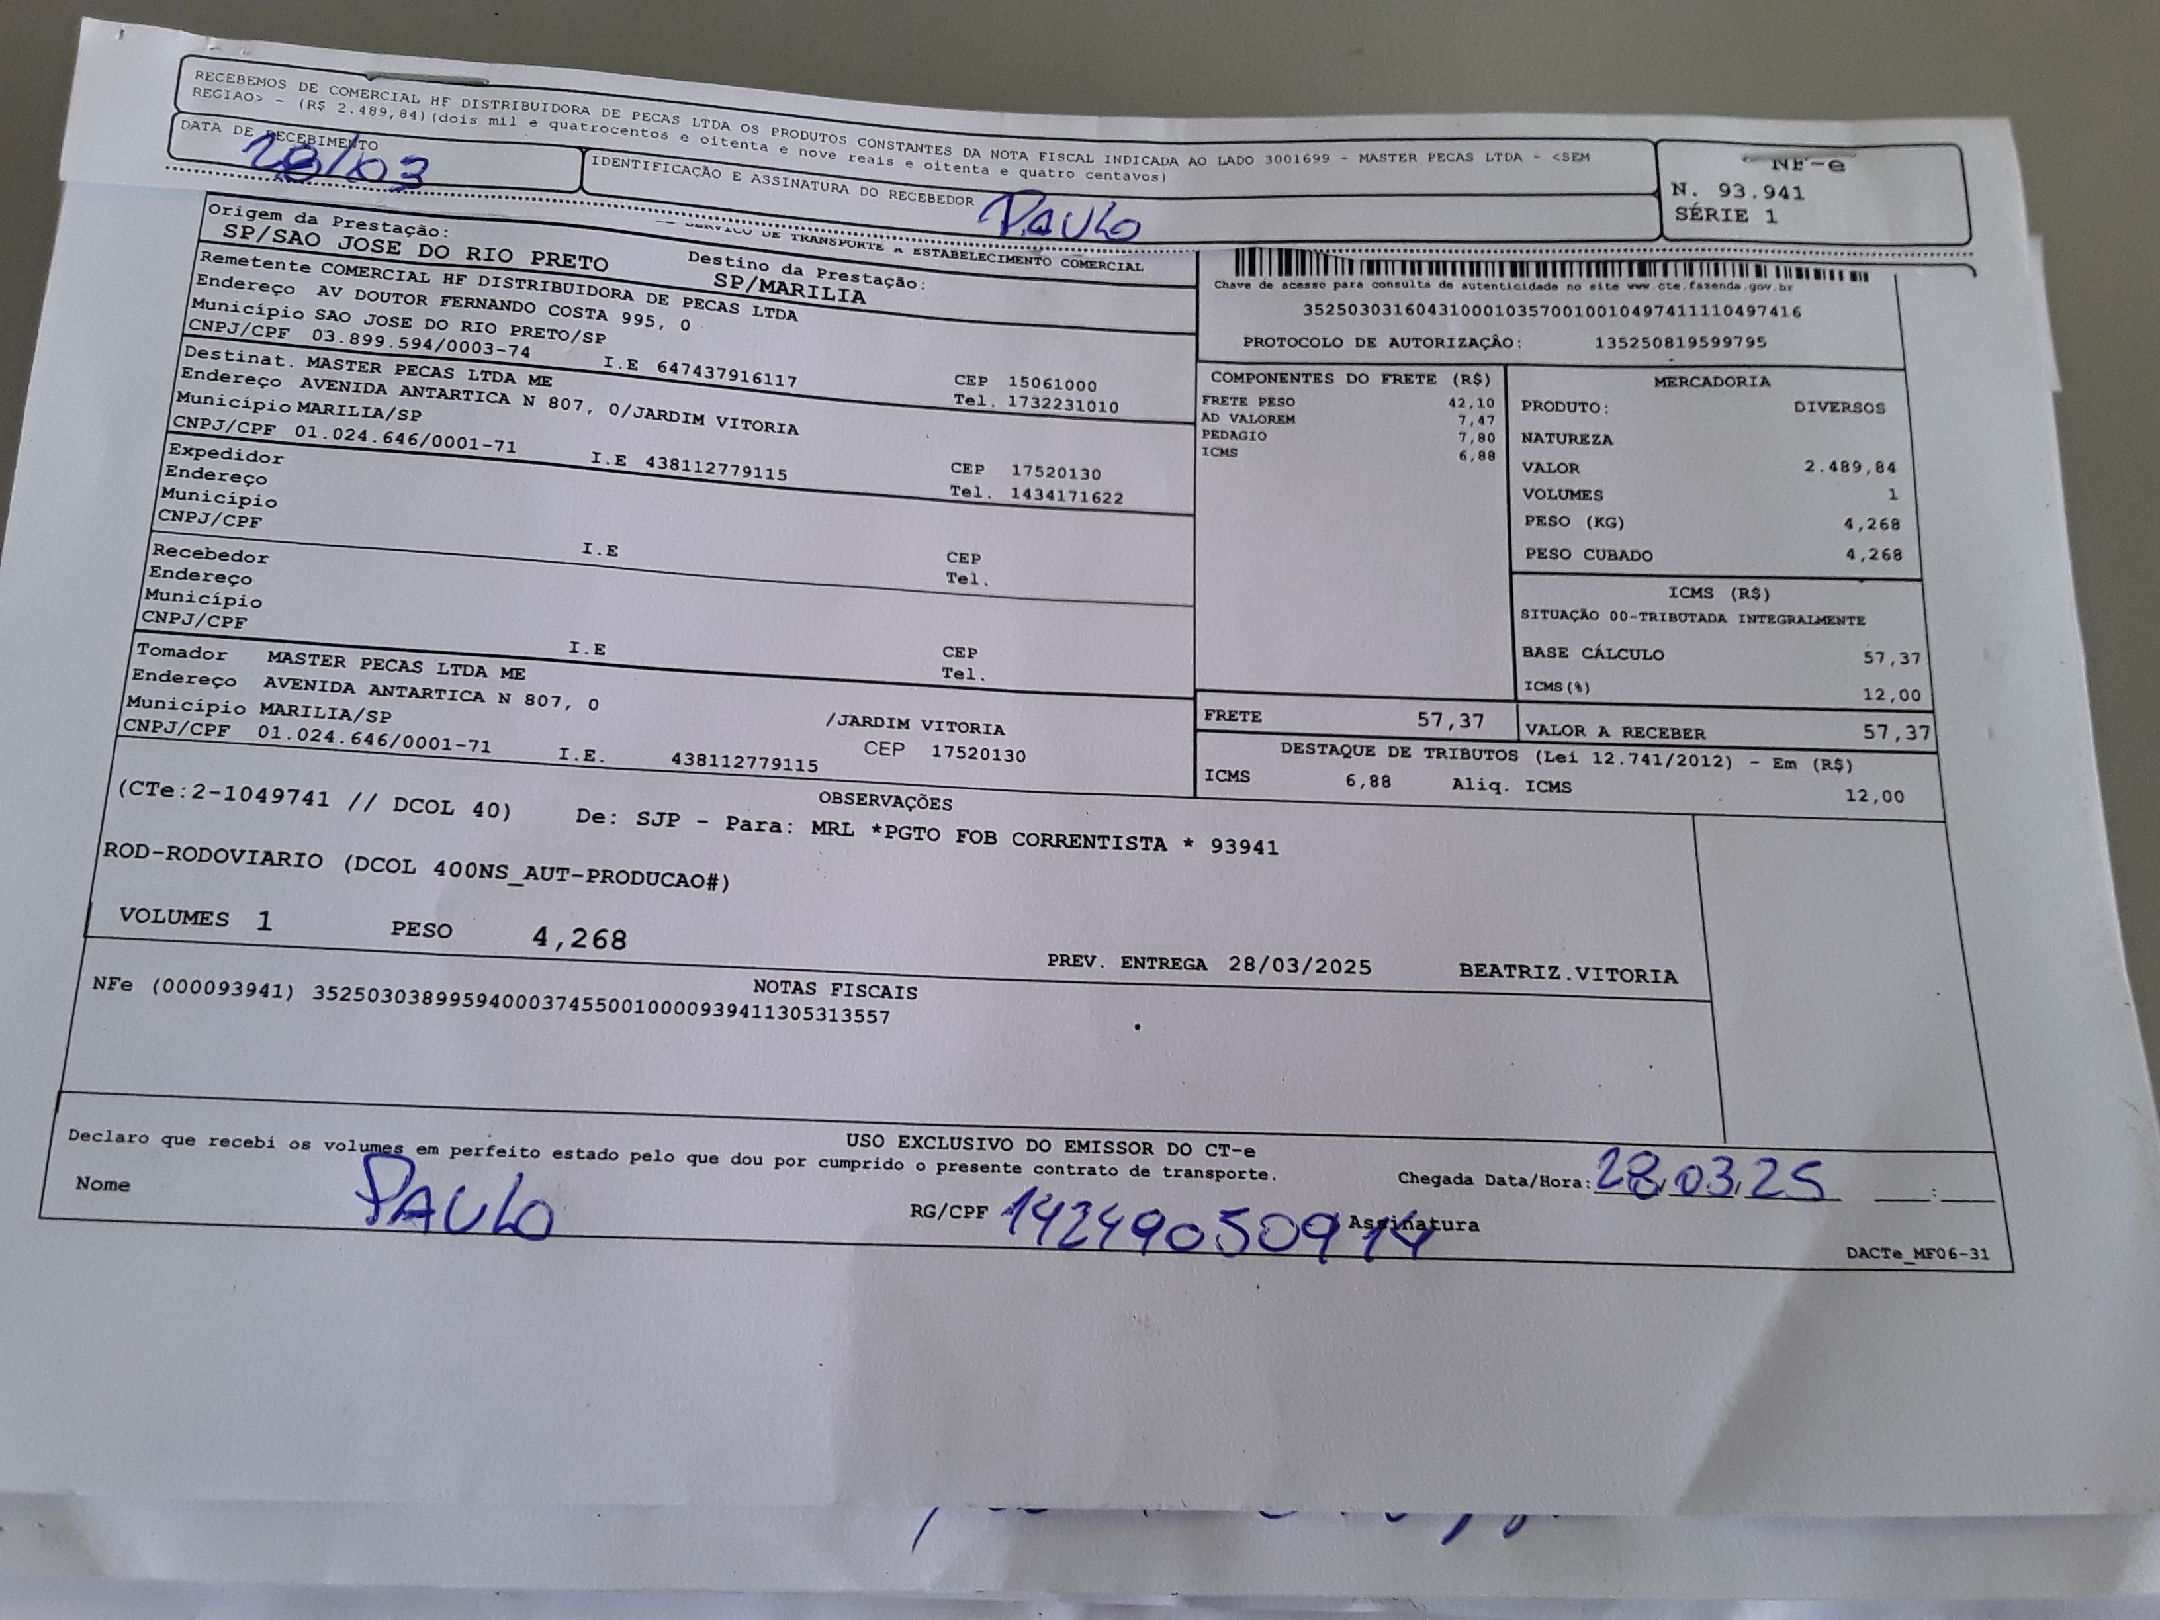 RECEBEMOS DE COMERCIAL HF DISTRIBUIDORA DE PECAS LTDA OS PRODUTOS CONSTANTES DA NOTA FISCAL INDICADA AO LADO 3001699 - MASTER PECAS LTDA - <SEM
REGIAO> - (R$ 2.489,84)(dois mil e quatrocentos e oitenta e nove reais e oitenta e quatro centavos)
DATA DE RECEBIMENTO
28/03
IDENTIFICAÇÃO E ASSINATURA DO RECEBEDOR
PAULO
NF-e
N. 93.941
SÉRIE 1
SERVICO DE TRANSPORTE A ESTABELECIMENTO COMERCIAL
Origem da Prestação:
SP/SAO JOSE DO RIO PRETO
Destino da Prestação:
SP/MARILIA
Remetente COMERCIAL HF DISTRIBUIDORA DE PECAS LTDA
Endereço AV DOUTOR FERNANDO COSTA 995, 0
Município SAO JOSE DO RIO PRETO/SP
CEP 15061000
CNPJ/CPF 03.899.594/0003-74 I.E 647437916117 Tel. 1732231010
Destinat. MASTER PECAS LTDA ME
Endereço AVENIDA ANTARTICA N 807, 0/JARDIM VITORIA
Município MARILIA/SP CEP 17520130
CNPJ/CPF 01.024.646/0001-71 I.E 438112779115 Tel. 1434171622
Expedidor
Endereço
Município CEP
CNPJ/CPF I.E Tel.
Recebedor
Endereço
Município CEP
CNPJ/CPF I.E Tel.
Tomador MASTER PECAS LTDA ME
Endereço AVENIDA ANTARTICA N 807, 0 /JARDIM VITORIA
Município MARILIA/SP CEP 17520130
CNPJ/CPF 01.024.646/0001-71 I.E. 438112779115
Chave de acesso para consulta de autenticidade no site www.cte.fazenda.gov.br
35250303160431000103570010010497411110497416
PROTOCOLO DE AUTORIZAÇÃO: 135250819599795
COMPONENTES DO FRETE (R$)
FRETE PESO 42,10
AD VALOREM 7,47
PEDAGIO 7,80
ICMS 6,88
MERCADORIA
PRODUTO: DIVERSOS
NATUREZA
VALOR 2.489,84
VOLUMES 1
PESO (KG) 4,268
PESO CUBADO 4,268
ICMS (R$)
SITUAÇÃO 00-TRIBUTADA INTEGRALMENTE
BASE CÁLCULO 57,37
ICMS(%) 12,00
FRETE 57,37 VALOR A RECEBER 57,37
DESTAQUE DE TRIBUTOS (Lei 12.741/2012) - Em (R$)
ICMS 6,88 Aliq. ICMS 12,00
OBSERVAÇÕES
(CTe:2-1049741 // DCOL 40) De: SJP - Para: MRL *PGTO FOB CORRENTISTA * 93941
ROD-RODOVIARIO (DCOL 400NS_AUT-PRODUCAO#)
VOLUMES 1 PESO 4,268 PREV. ENTREGA 28/03/2025 BEATRIZ.VITORIA
NOTAS FISCAIS
NFe (000093941) 35250303899594000374550010000939411305313557
USO EXCLUSIVO DO EMISSOR DO CT-e
Declaro que recebi os volumes em perfeito estado pelo que dou por cumprido o presente contrato de transporte.
Chegada Data/Hora: 28/03/25 __:__
Nome PAULO RG/CPF 142490509 14 Assinatura
DACTe_MF06-31